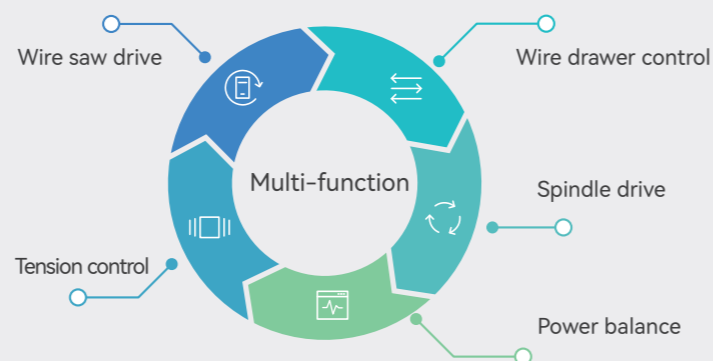 Wire saw drive
Wire drawer control
Multi-function
Spindle drive
Tension control
Power balance